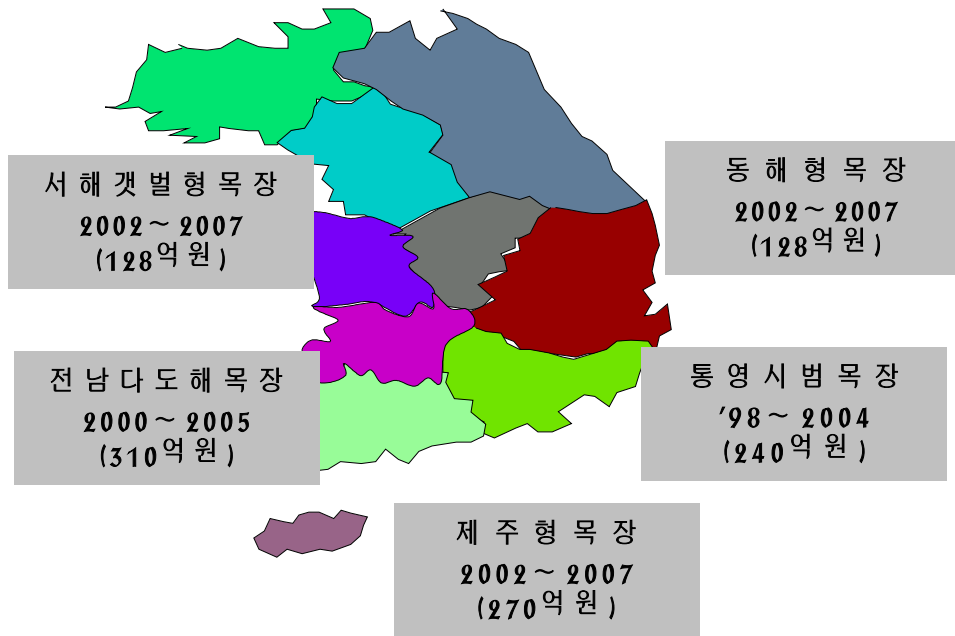 서해갯벌형목장
2002~2007
(128억원)
동해형목장
2002~2007
(128억원)
전남다도해목장
2000~2005
(310억원)
통영시범목장
'98~2004
(240억원)
제주형목장
2002~2007
(270억원)